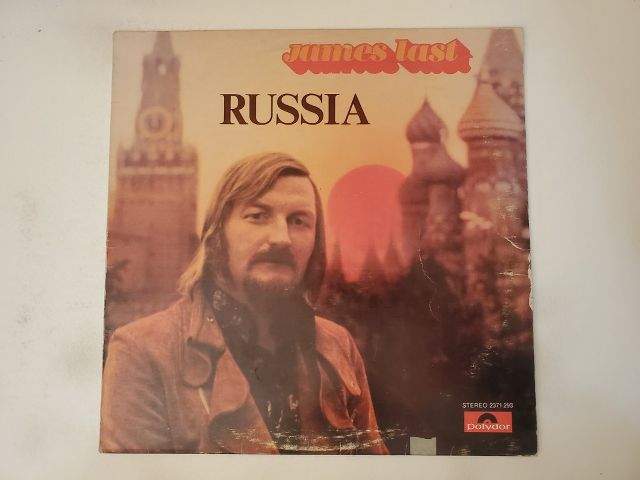 James last
RUSSIA
STEREO 2371 293
polydor